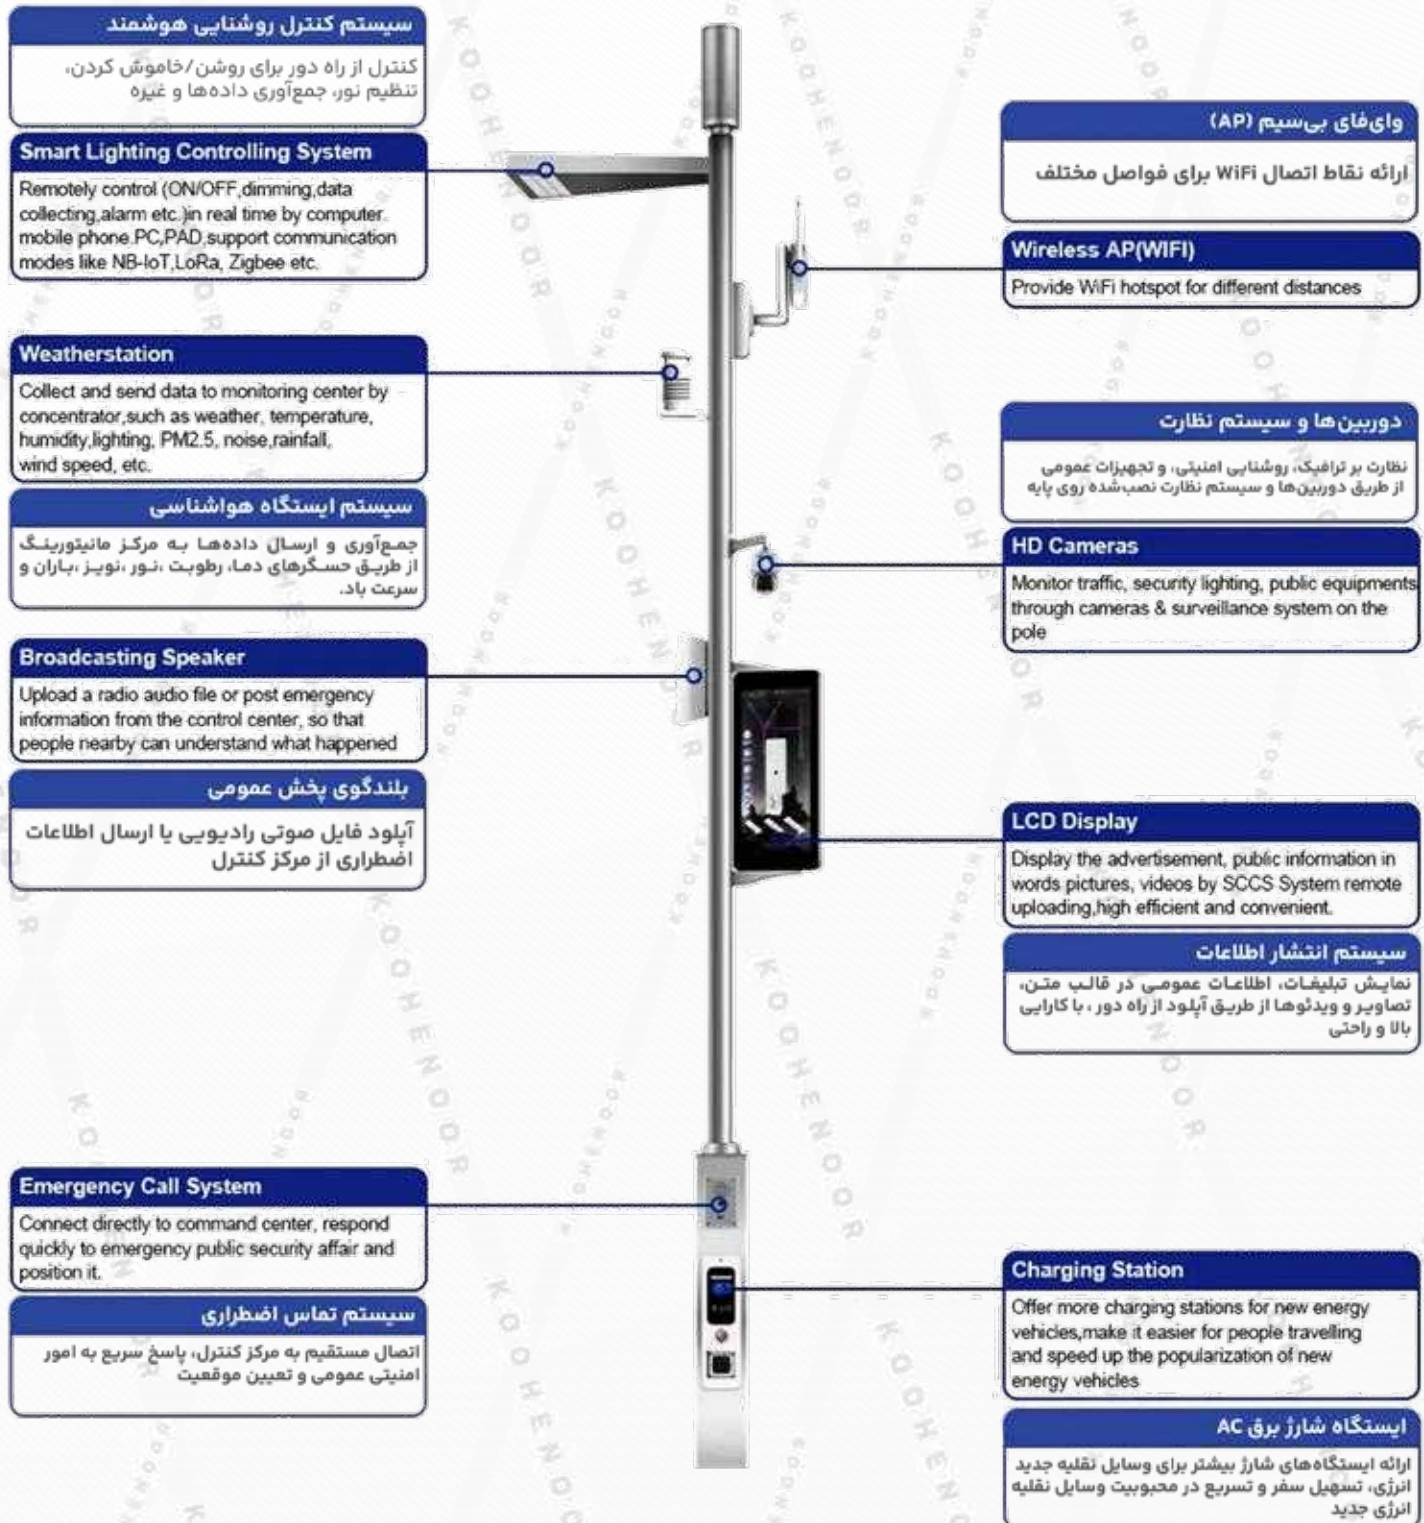 سیستم کنترل روشنایی هوشمند
کنترل از راه دور برای روشن/خاموش کردن،
تنظیم نور، جمع‌آوری داده‌ها و غیره
Smart Lighting Controlling System
Remotely control (ON/OFF,dimming,data
collecting,alarm etc.)in real time by computer.
mobile phone.PC,PAD,support communication
modes like NB-IoT,LoRa, Zigbee etc.
Weatherstation
Collect and send data to monitoring center by
concentrator,such as weather, temperature,
humidity,lighting, PM2.5, noise,rainfall,
wind speed, etc.
سیستم ایستگاه هواشناسی
جمع‌آوری و ارسال داده‌ها به مرکز مانیتورینگ
از طریق حسگرهای دما، رطوبت ،نور ،نویز ،باران و
سرعت باد.
Broadcasting Speaker
Upload a radio audio file or post emergency
information from the control center, so that
people nearby can understand what happened
بلندگوی پخش عمومی
آپلود فایل صوتی رادیویی یا ارسال اطلاعات
اضطراری از مرکز کنترل
Emergency Call System
Connect directly to command center, respond
quickly to emergency public security affair and
position it.
سیستم تماس اضطراری
اتصال مستقیم به مرکز کنترل، پاسخ سریع به امور
امنیتی عمومی و تعیین موقعیت
وای‌فای بی‌سیم (AP)
ارائه نقاط اتصال WiFi برای فواصل مختلف
Wireless AP(WIFI)
Provide WiFi hotspot for different distances
دوربین‌ها و سیستم نظارت
نظارت بر ترافیک، روشنایی امنیتی، و تجهیزات عمومی
از طریق دوربین‌ها و سیستم نظارت نصب‌شده روی پایه
HD Cameras
Monitor traffic, security lighting, public equipments
through cameras & surveillance system on the
pole
LCD Display
Display the advertisement, public information in
words pictures, videos by SCCS System remote
uploading,high efficient and convenient.
سیستم انتشار اطلاعات
نمایش تبلیغات، اطلاعات عمومی در قالب متن،
تصاویر و ویدئوها از طریق آپلود از راه دور ، با کارایی
بالا و راحتی
Charging Station
Offer more charging stations for new energy
vehicles,make it easier for people travelling
and speed up the popularization of new
energy vehicles
ایستگاه شارژ برق AC
ارائه ایستگاه‌های شارژ بیشتر برای وسایل نقلیه جدید
انرژی، تسهیل سفر و تسریع در محبوبیت وسایل نقلیه
انرژی جدید
KOOHENOOR